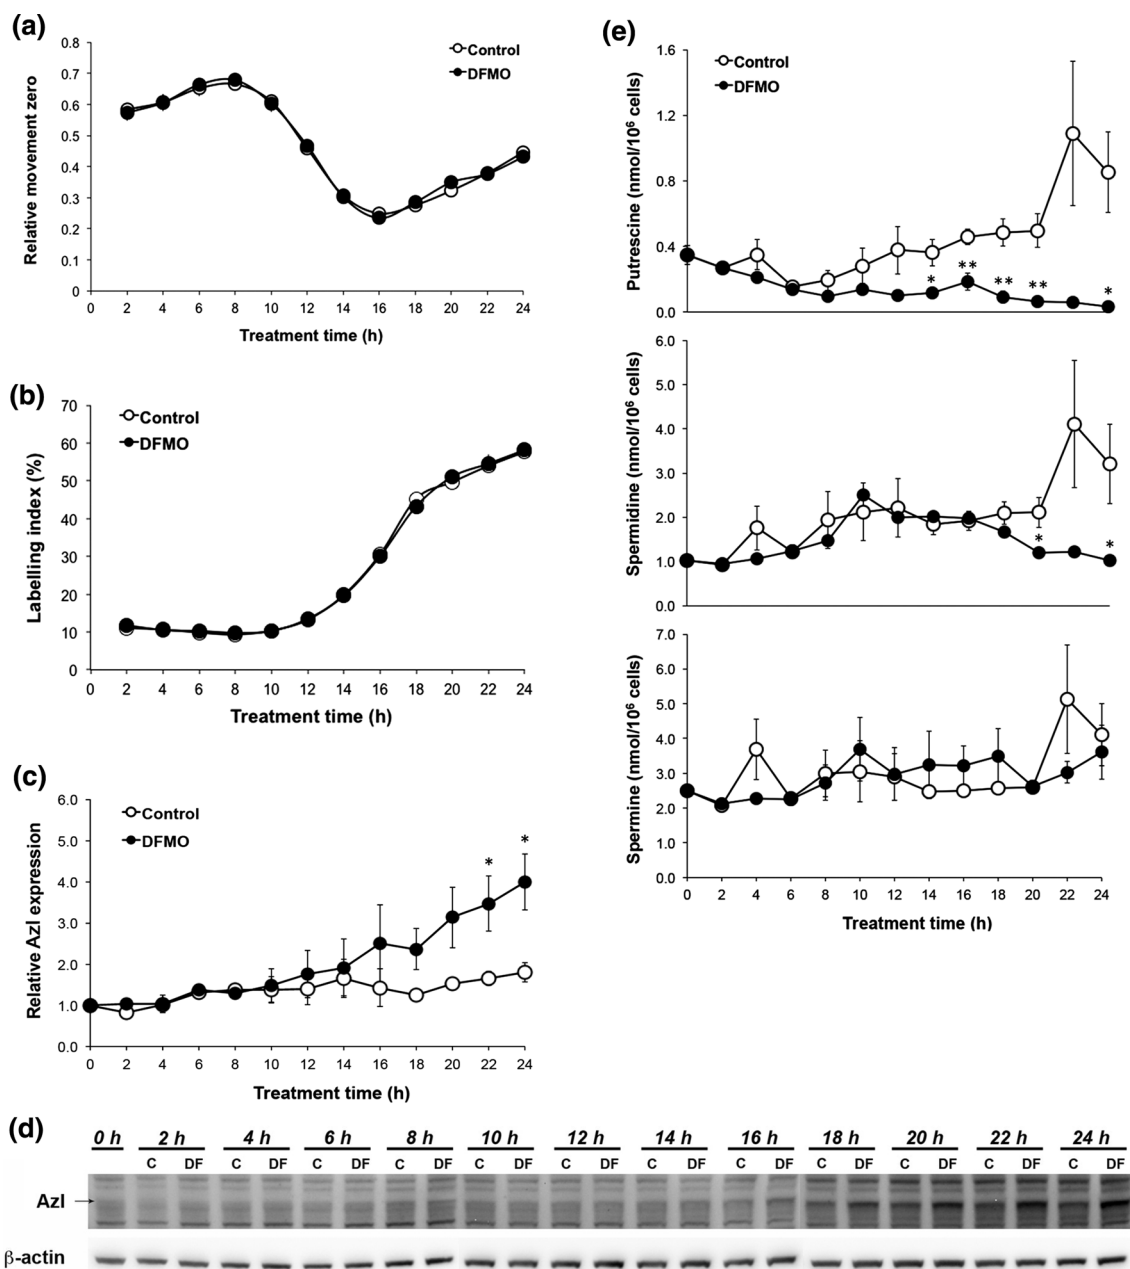 (a)
0.8
0.7
0.6
0.5
0.4
0.3
0.2
0.1
0
Relative movement zero
Control
DFMO
0 2 4 6 8 10 12 14 16 18 20 22 24
Treatment time (h)
(b)
70
60
50
40
30
20
10
0
Labelling index (%)
Control
DFMO
0 2 4 6 8 10 12 14 16 18 20 22 24
Treatment time (h)
(c)
6.0
5.0
4.0
3.0
2.0
1.0
0.0
Relative AzI expression
Control
DFMO
* *
0 2 4 6 8 10 12 14 16 18 20 22 24
Treatment time (h)
(e)
1.6
1.2
0.8
0.4
0.0
Putrescine (nmol/10⁶ cells)
Control
DFMO
* ** ** ** *
6.0
5.0
4.0
3.0
2.0
1.0
0.0
Spermidine (nmol/10⁶ cells)
* *
7.0
6.0
5.0
4.0
3.0
2.0
1.0
0.0
Spermine (nmol/10⁶ cells)
0 2 4 6 8 10 12 14 16 18 20 22 24
Treatment time (h)
(d)
0 h 2 h 4 h 6 h 8 h 10 h 12 h 14 h 16 h 18 h 20 h 22 h 24 h
C DF C DF C DF C DF C DF C DF C DF C DF C DF C DF C DF C DF
AzI
β-actin